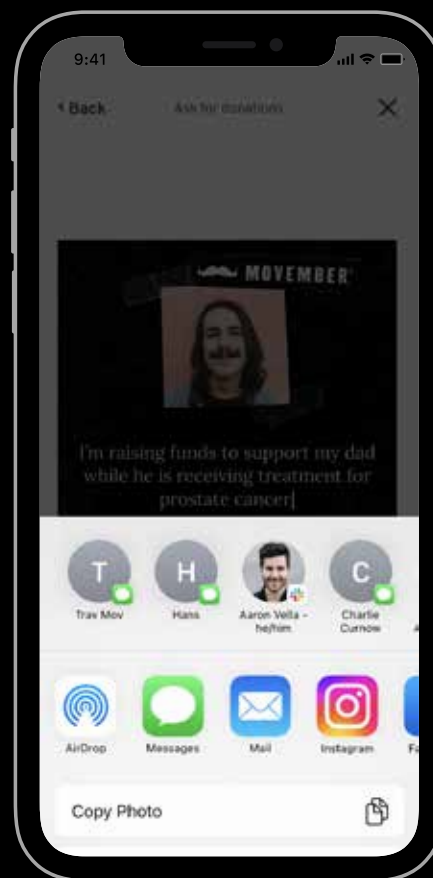 9:41
Back
Ask for donations
MOVEMBER
I'm raising funds to support my dad
while he is receiving treatment for
prostate cancer
T
H
C
Trav Mov
Hans
Aaron Vella -
he/him
Charlie
Curnow
AirDrop
Messages
Mail
Instagram
Fa
Copy Photo